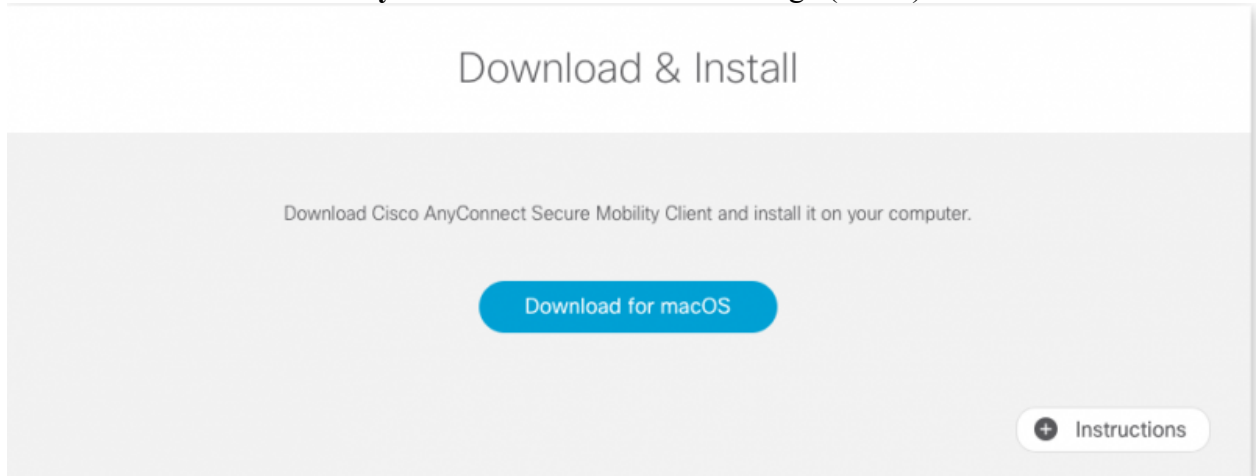 Download & Install
Download Cisco AnyConnect Secure Mobility Client and install it on your computer.
Download for macOS
Instructions